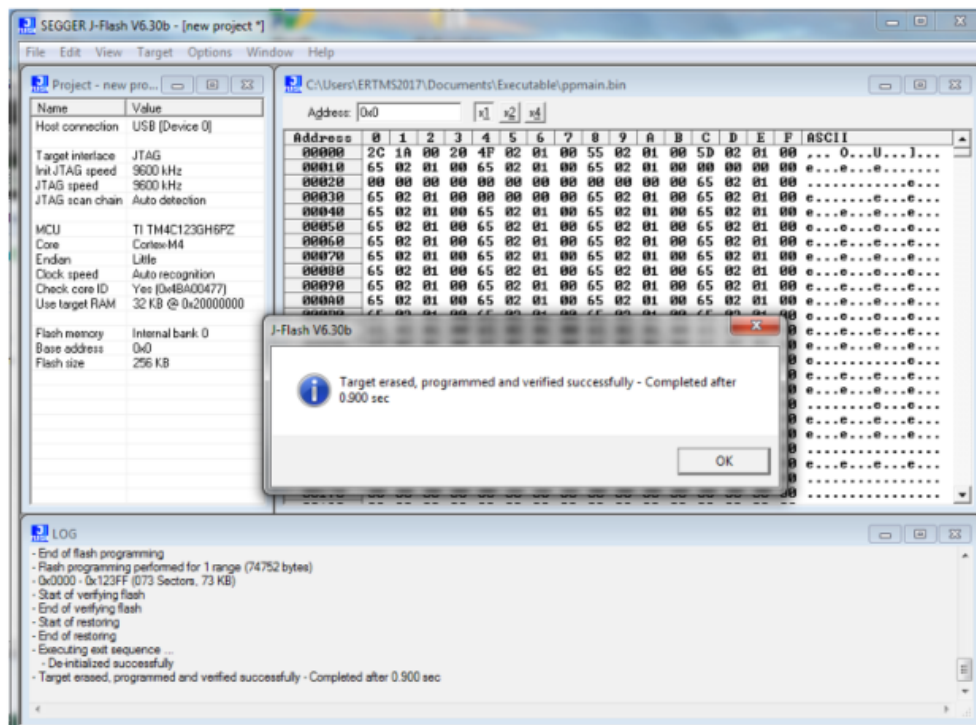 SEGGER J-Flash V6.30b - [new project *]
File Edit View Target Options Window Help
Project - new pro...
Name Value
Host connection USB [Device 0]
Target interface JTAG
Init JTAG speed 9600 kHz
JTAG speed 9600 kHz
JTAG scan chain Auto detection
MCU TI TM4C123GH6PZ
Core Cortex-M4
Endian Little
Clock speed Auto recognition
Check core ID Yes (0x4BA00477)
Use target RAM 32 KB @ 0x20000000
Flash memory Internal bank 0
Base address 0x0
Flash size 256 KB
C:\Users\ERTMS2017\Documents\Executable\ppmain.bin
Address: 0x0 x1 x2 x4
Address 0 1 2 3 4 5 6 7 8 9 A B C D E F ASCII
00000 2C 1A 00 20 4F 02 01 00 55 02 01 00 5D 02 01 00 ,.. O...U...]...
00010 65 02 01 00 65 02 01 00 65 02 01 00 00 00 00 00 e...e...e.......
00020 00 00 00 00 00 00 00 00 00 00 00 00 65 02 01 00 ............e...
00030 65 02 01 00 00 00 00 00 65 02 01 00 65 02 01 00 e.......e...e...
00040 65 02 01 00 65 02 01 00 65 02 01 00 65 02 01 00 e...e...e...e...
00050 65 02 01 00 65 02 01 00 65 02 01 00 65 02 01 00 e...e...e...e...
00060 65 02 01 00 65 02 01 00 65 02 01 00 65 02 01 00 e...e...e...e...
00070 65 02 01 00 65 02 01 00 65 02 01 00 65 02 01 00 e...e...e...e...
00080 65 02 01 00 65 02 01 00 65 02 01 00 65 02 01 00 e...e...e...e...
00090 65 02 01 00 65 02 01 00 65 02 01 00 65 02 01 00 e...e...e...e...
000A0 65 02 01 00 65 02 01 00 65 02 01 00 65 02 01 00 e...e...e...e...
J-Flash V6.30b
Target erased, programmed and verified successfully - Completed after
0.900 sec
OK
LOG
- End of flash programming
- Flash programming performed for 1 range (74752 bytes)
- 0x0000 - 0x123FF (073 Sectors, 73 KB)
- Start of verifying flash
- End of verifying flash
- Start of restoring
- End of restoring
- Executing exit sequence ...
- De-initialized successfully
- Target erased, programmed and verified successfully - Completed after 0.900 sec